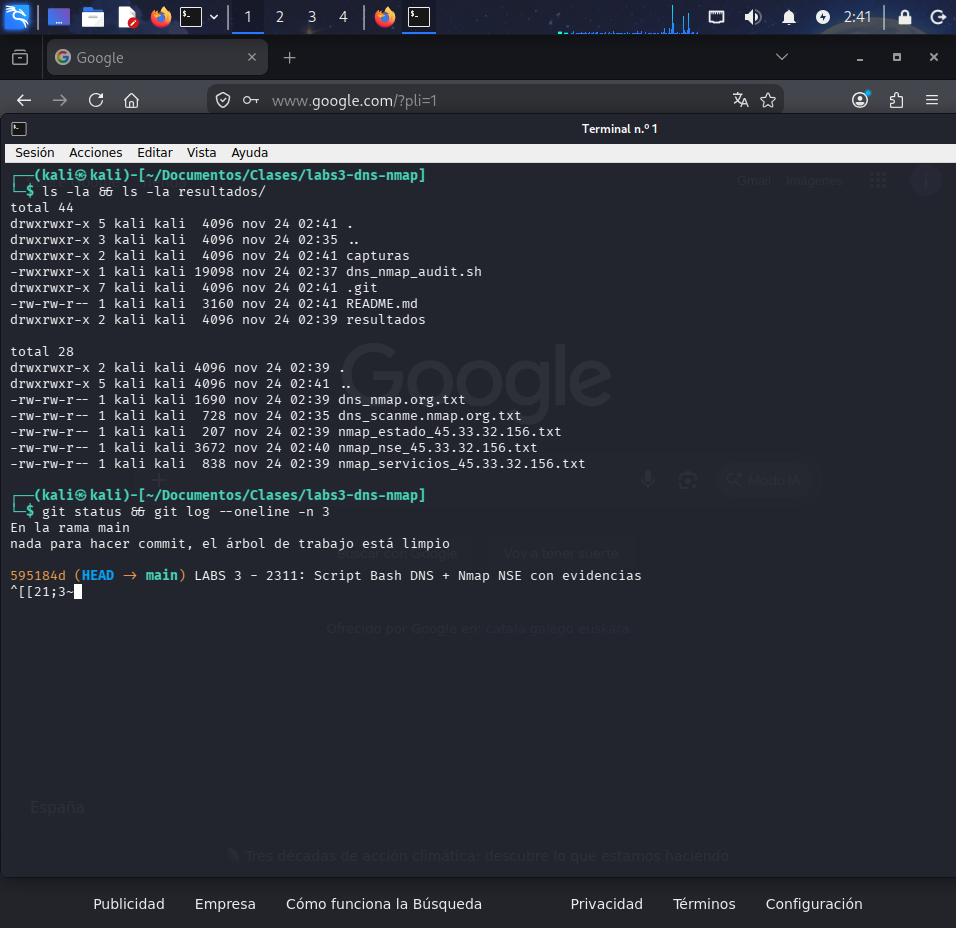 1 2 3 4 2:41
Google
www.google.com/?pli=1
Terminal n.º 1
Sesión Acciones Editar Vista Ayuda
┌──(kali㉿kali)-[~/Documentos/Clases/labs3-dns-nmap]
└─$ ls -la && ls -la resultados/
total 44
drwxrwxr-x 5 kali kali  4096 nov 24 02:41 .
drwxrwxr-x 3 kali kali  4096 nov 24 02:35 ..
drwxrwxr-x 2 kali kali  4096 nov 24 02:41 capturas
-rwxrwxr-x 1 kali kali 19098 nov 24 02:37 dns_nmap_audit.sh
drwxrwxr-x 7 kali kali  4096 nov 24 02:41 .git
-rw-rw-r-- 1 kali kali  3160 nov 24 02:41 README.md
drwxrwxr-x 2 kali kali  4096 nov 24 02:39 resultados
total 28
drwxrwxr-x 2 kali kali 4096 nov 24 02:39 .
drwxrwxr-x 5 kali kali 4096 nov 24 02:41 ..
-rw-rw-r-- 1 kali kali 1690 nov 24 02:39 dns_nmap.org.txt
-rw-rw-r-- 1 kali kali  728 nov 24 02:35 dns_scanme.nmap.org.txt
-rw-rw-r-- 1 kali kali  207 nov 24 02:39 nmap_estado_45.33.32.156.txt
-rw-rw-r-- 1 kali kali 3672 nov 24 02:40 nmap_nse_45.33.32.156.txt
-rw-rw-r-- 1 kali kali  838 nov 24 02:39 nmap_servicios_45.33.32.156.txt
┌──(kali㉿kali)-[~/Documentos/Clases/labs3-dns-nmap]
└─$ git status && git log --oneline -n 3
En la rama main
nada para hacer commit, el árbol de trabajo está limpio
595184d (HEAD -> main) LABS 3 - 2311: Script Bash DNS + Nmap NSE con evidencias
^[[21;3~
Gmail Imágenes
Google
Modo IA
Buscar con Google Voy a tener suerte
Ofrecido por Google en: català galego euskara
España
Tres décadas de acción climática: descubre lo que estamos haciendo
Publicidad Empresa Cómo funciona la Búsqueda Privacidad Términos Configuración